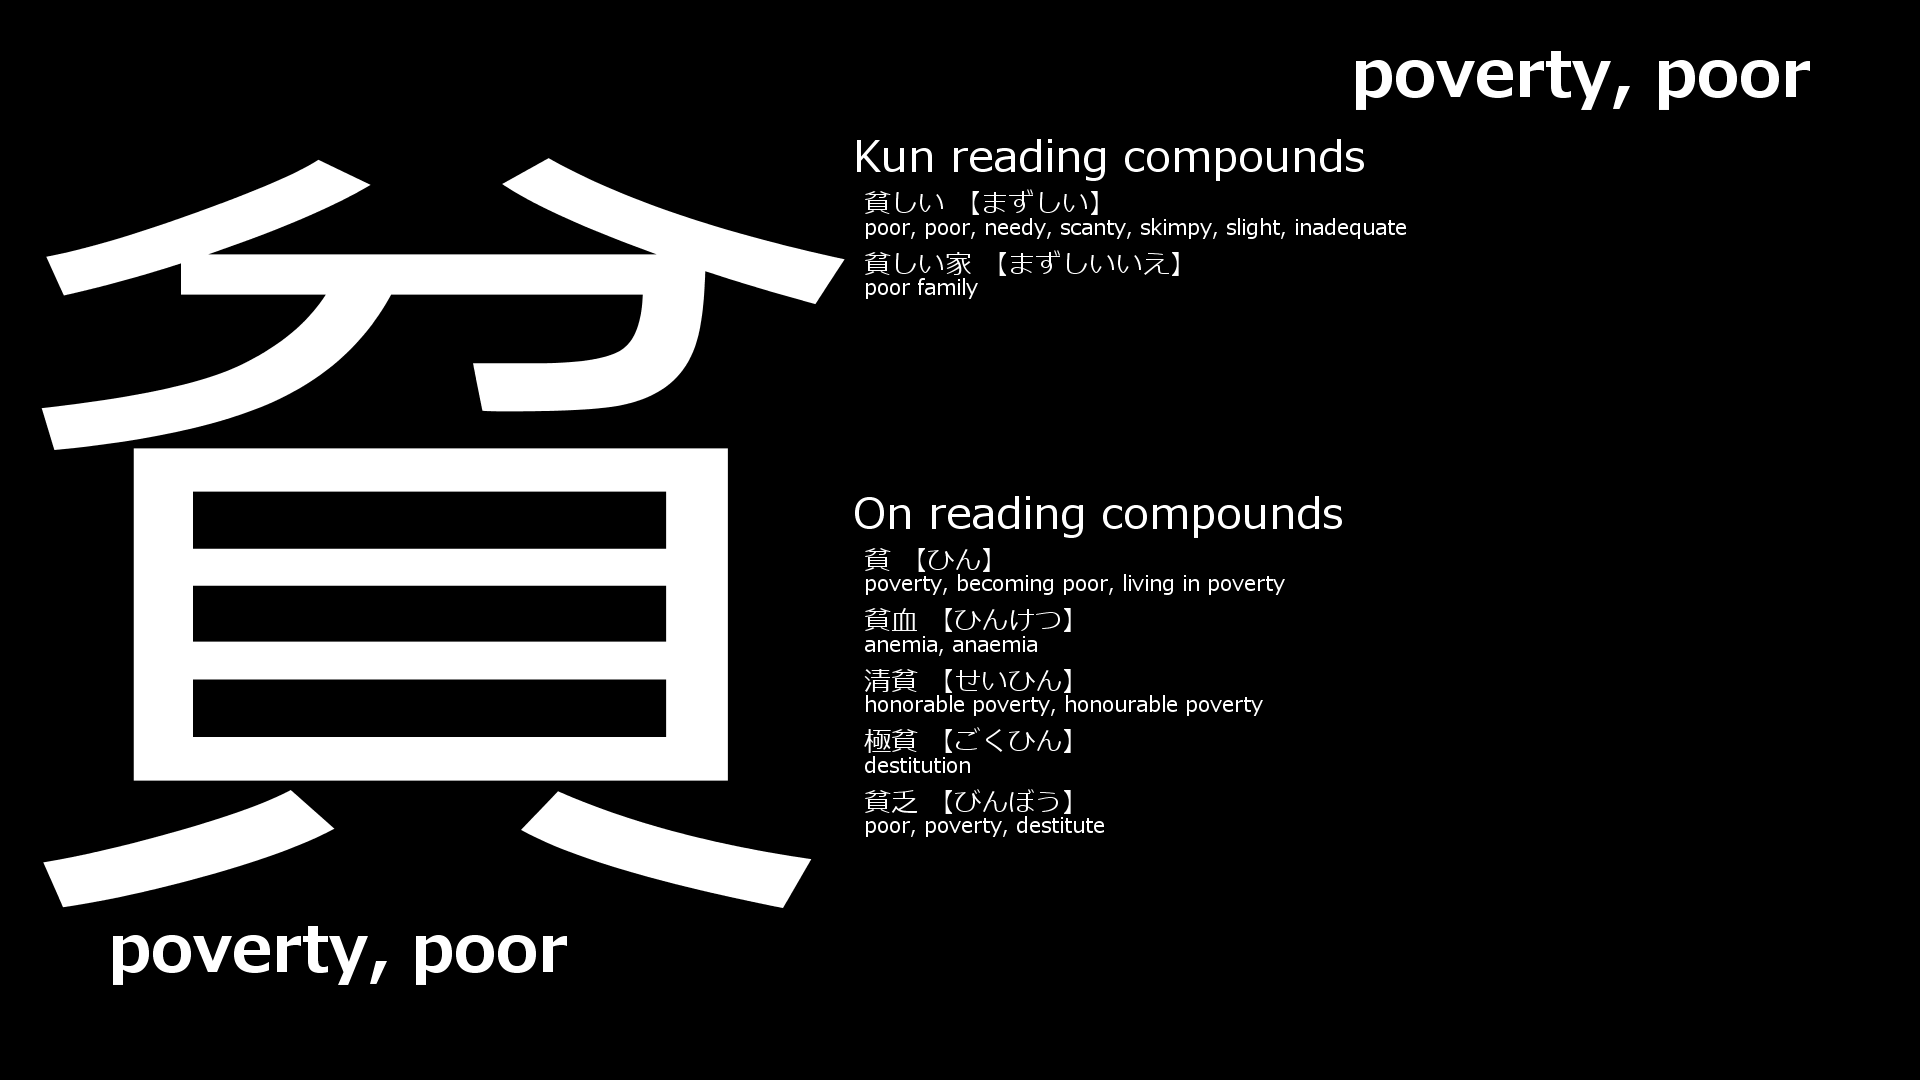 poverty, poor
貧
Kun reading compounds
貧しい 【まずしい】
poor, poor, needy, scanty, skimpy, slight, inadequate
貧しい家 【まずしいいえ】
poor family
On reading compounds
貧 【ひん】
poverty, becoming poor, living in poverty
貧血 【ひんけつ】
anemia, anaemia
清貧 【せいひん】
honorable poverty, honourable poverty
極貧 【ごくひん】
destitution
貧乏 【びんぼう】
poor, poverty, destitute
poverty, poor